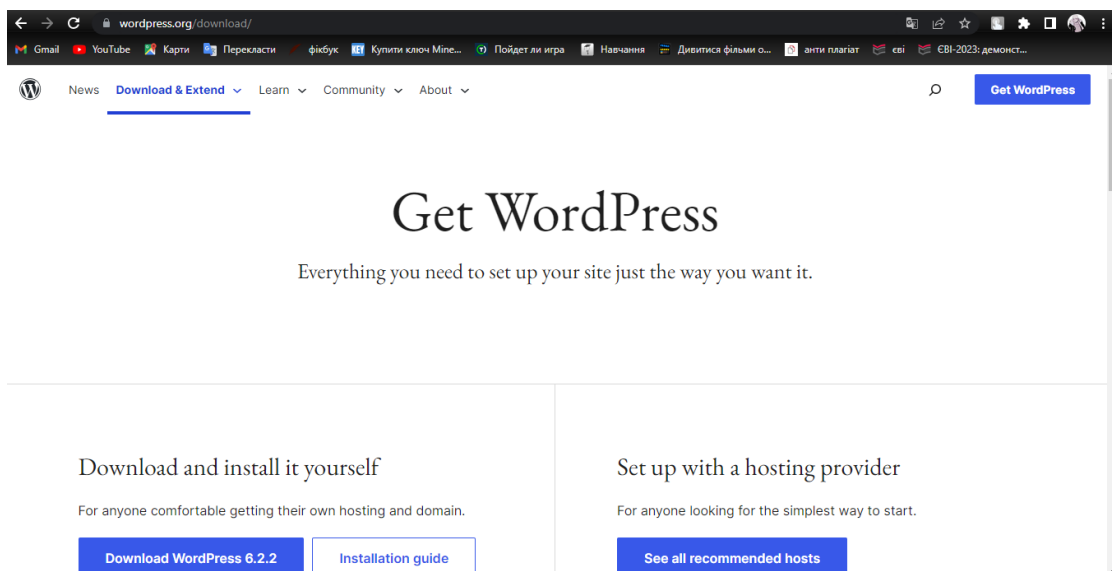 wordpress.org/download/
Gmail YouTube Карти Перекласти фікбук Купити ключ Mine... Пойдет ли игра Навчання Дивитися фільми о... анти плагіат єві ЄВІ-2023: демонст...
News Download & Extend Learn Community About Get WordPress
Get WordPress
Everything you need to set up your site just the way you want it.
Download and install it yourself
For anyone comfortable getting their own hosting and domain.
Download WordPress 6.2.2 Installation guide
Set up with a hosting provider
For anyone looking for the simplest way to start.
See all recommended hosts